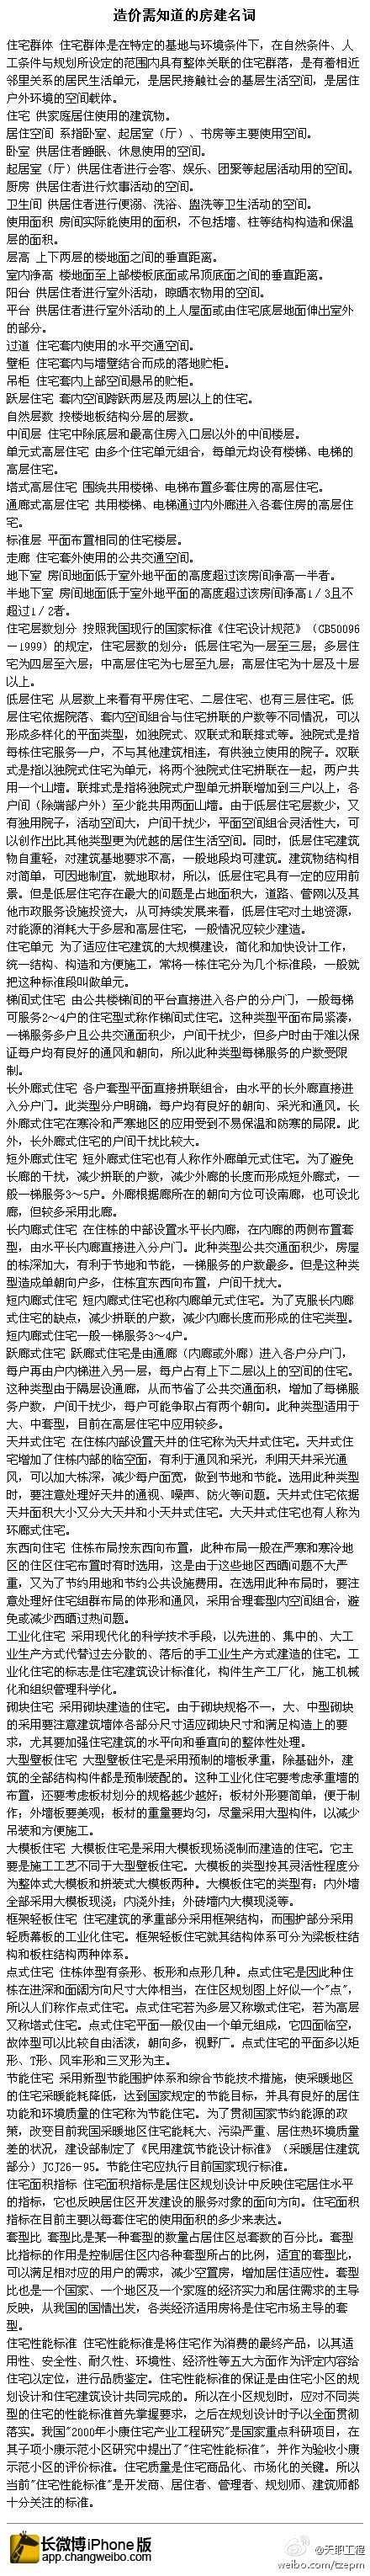 造价需知道的房建名词
住宅群体 住宅群体是在特定的基地与环境条件下，在自然条件、人
工条件与规划所设定的范围内具有整体关联的住宅群落，是有着相近
邻里关系的居民生活单元，是居民接触社会的基层生活空间，是居住
户外环境的空间载体。
住宅 供家庭居住使用的建筑物。
居住空间 系指卧室、起居室（厅）、书房等主要使用空间。
卧室 供居住者睡眠、休息使用的空间。
起居室（厅）供居住者进行会客、娱乐、团聚等起居活动用的空间。
厨房 供居住者进行炊事活动的空间。
卫生间 供居住者进行便溺、洗浴、盥洗等卫生活动的空间。
使用面积 房间实际能使用的面积，不包括墙、柱等结构构造和保温
层的面积。
层高 上下两层的楼地面之间的垂直距离。
室内净高 楼地面至上部楼板底面或吊顶底面之间的垂直距离。
阳台 供居住者进行室外活动，晾晒衣物用的空间。
平台 供居住者进行室外活动的上人屋面或由住宅底层地面伸出室外
的部分。
过道 住宅套内使用的水平交通空间。
壁柜 住宅套内与墙壁结合而成的落地贮柜。
吊柜 住宅套内上部空间悬吊的贮柜。
跃层住宅 套内空间跨跃两层及两层以上的住宅。
自然层数 按楼地板结构分层的层数。
中间层 住宅中除底层和最高住房入口层以外的中间楼层。
单元式高层住宅 由多个住宅单元组合，每单元均设有楼梯、电梯的
高层住宅。
塔式高层住宅 围绕共用楼梯、电梯布置多套住房的高层住宅。
通廊式高层住宅 共用楼梯、电梯通过内外廊进入各套住房的高层住
宅。
标准层 平面布置相同的住宅楼层。
走廊 住宅套外使用的公共交通空间。
地下室 房间地面低于室外地平面的高度超过该房间净高一半者。
半地下室 房间地面低于室外地平面的高度超过该房间净高1/3且不
超过1/2者。
住宅层数划分 按照我国现行的国家标准《住宅设计规范》（GB50096
－1999）的规定，住宅层数的划分：低层住宅为一层至三层；多层住
宅为四层至六层；中高层住宅为七层至九层；高层住宅为十层及十层
以上。
低层住宅 从层数上来看有平房住宅、二层住宅、也有三层住宅。低
层住宅依据院落、套内空间组合与住宅拼联的户数等不同情况，可以
形成多样化的平面类型，如独院式、双联式和联排式等。独院式是指
每栋住宅服务一户，不与其他建筑相连，有供独立使用的院子。双联
式是指以独院式住宅为单元，将两个独院式住宅拼联在一起，两户共
用一个山墙。联排式是指将独院式户型单元拼联增加到三户以上，各
户间（除端部户外）至少能共用两面山墙。由于低层住宅层数少，又
有独用院子，活动空间大，户间干扰少，平面空间组合灵活性大，可
以创作出比其他类型更为优越的居住生活空间。同时，低层住宅建筑
物自重轻，对建筑基地要求不高，一般地段均可建筑。建筑物结构相
对简单，可因地制宜，就地取材，所以，低层住宅具有一定的应用前
景。但是低层住宅存在最大的问题是占地面积大，道路、管网以及其
他市政服务设施投资大，从可持续发展来看，低层住宅对土地资源，
对能源的消耗大于多层和高层住宅，一般情况应较少建造。
住宅单元 为了适应住宅建筑的大规模建设，简化和加快设计工作，
统一结构、构造和方便施工，常将一栋住宅分为几个标准段，一般就
把这种标准段叫做单元。
梯间式住宅 由公共楼梯间的平台直接进入各户的分户门，一般每梯
可服务2～4户的住宅型式称作梯间式住宅。这种类型平面布局紧凑，
一梯服务多户且公共交通面积少，户间干扰少，但多户时由于难以保
证每户均有良好的通风和朝向，所以此种类型每梯服务的户数受限
制。
长外廊式住宅 各户套型平面直接拼联组合，由水平的长外廊直接进
入分户门。此类型分户明确，每户均有良好的朝向、采光和通风。长
外廊式住宅在寒冷和严寒地区的应用受到不易保温和防寒的局限。此
外，长外廊式住宅的户间干扰比较大。
短外廊式住宅 短外廊式住宅也有人称作外廊单元式住宅。为了避免
长廊的干扰，减少拼联的户数，减少外廊的长度而形成短外廊式，一
般一梯服务3～5户。外廊根据廊所在的朝向方位可设南廊，也可设北
廊，但较多采用北廊。
长内廊式住宅 在住栋的中部设置水平长内廊，在内廊的两侧布置套
型，由水平长内廊直接进入分户门。此种类型公共交通面积少，房屋
的栋深加大，有利于节地和节能，一梯服务的户数最多。但是这种类
型造成单朝向户多，住栋宜东西向布置，户间干扰大。
短内廊式住宅 短内廊式住宅也称内廊单元式住宅。为了克服长内廊
式住宅的缺点，减少拼联的户数，减少内廊长度而形成的住宅类型。
短内廊式住宅一般一梯服务3～4户。
跃廊式住宅 跃廊式住宅是由通廊（内廊或外廊）进入各户分户门，
每户再由户内梯进入另一层，每户占有上下二层以上的空间的住宅。
这种类型由于隔层设通廊，从而节省了公共交通面积，增加了每梯服
务户数，户间干扰少，每户可能争取占有两个朝向。此种类型适用于
大、中套型，目前在高层住宅中应用较多。
天井式住宅 在住栋内部设置天井的住宅称为天井式住宅。天井式住
宅增加了住栋内部的临空面，有利于通风和采光，利用天井采光通
风，可以加大栋深，减少每户面宽，做到节地和节能。选用此种类型
时，要注意处理好天井的通视、噪声、防火等问题。天井式住宅依据
天井面积大小又分大天井和小天井式住宅。大天井式住宅也有人称为
环廊式住宅。
东西向住宅 住栋布局按东西向布置，此种布局一般在严寒和寒冷地
区的住区住宅布置时有时选用，这是由于这些地区西晒问题不大严
重，又为了节约用地和节约公共设施费用。在选用此种布局时，要注
意处理好住宅组群布局的体形和通风，采用合理套型内空间组合，避
免或减少西晒过热问题。
工业化住宅 采用现代化的科学技术手段，以先进的、集中的、大工
业生产方式代替过去分散的、落后的手工业生产方式建造的住宅。工
业化住宅的标志是住宅建筑设计标准化，构件生产工厂化，施工机械
化和组织管理科学化。
砌块住宅 采用砌块建造的住宅。由于砌块规格不一，大、中型砌块
的采用要注意建筑墙体各部分尺寸适应砌块尺寸和满足构造上的要
求，尤其要加强住宅建筑的水平向和垂直向的整体性处理。
大型壁板住宅 大型壁板住宅是采用预制的墙板承重，除基础外，建
筑的全部结构构件都是预制装配的。这种工业化住宅要考虑承重墙的
布置，还要考虑板材划分的规格越少越好；板材外形要简单，便于制
作；外墙板要美观；板材的重量要均匀，尽量采用大型构件，以减少
吊装和方便施工。
大模板住宅 大模板住宅是采用大模板现场浇制而建造的住宅。它主
要是施工工艺不同于大型壁板住宅。大模板的类型按其灵活性程度分
为整体式大模板和拼装式大模板两种。大模板住宅的类型有：内外墙
全部采用大模板现浇；内浇外挂；外砖墙内大模现浇等。
框架轻板住宅 住宅建筑的承重部分采用框架结构，而围护部分采用
轻质幕板的工业化住宅。框架轻板住宅就其结构体系可分为梁板柱结
构和板柱结构两种体系。
点式住宅 住栋体型有条形、板形和点形几种。点式住宅是因此种住
栋在进深和面阔方向尺寸大体相当，在住区规划图上好似一个"点"，
所以人们称作点式住宅。点式住宅若为多层又称墩式住宅，若为高层
又称塔式住宅。点式住宅平面一般仅由一个单元组成，它四面临空，
故体型可以比较自由活泼，朝向多，视野广。点式住宅的平面多以矩
形、T形、风车形和三叉形为主。
节能住宅 采用新型节能围护体系和综合节能技术措施，使采暖地区
的住宅采暖能耗降低，达到国家规定的节能目标，并具有良好的居住
功能和环境质量的住宅称为节能住宅。为了贯彻国家节约能源的政
策，改变目前我国采暖地区住宅能耗大、污染严重、居住热环境质量
差的状况，建设部制定了《民用建筑节能设计标准》（采暖居住建筑
部分）JGJ26－95。节能住宅应执行目前国家现行标准。
住宅面积指标 住宅面积指标是居住区规划设计中反映住宅居住水平
的指标，它也反映居住区开发建设的服务对象的面向方向。住宅面积
指标在目前主要以每套住宅的使用面积的多少来表达。
套型比 套型比是某一种套型的数量占居住区总套数的百分比。套型
比指标的作用是控制居住区内各种套型所占的比例，适宜的套型比，
可以满足相对应的用户的需求，减少空置房，增加居住适应性。套型
比也是一个国家、一个地区及一个家庭的经济实力和居住需求的主导
反映，从我国的国情出发，各类经济适用房将是住宅市场主导的套
型。
住宅性能标准 住宅性能标准是将住宅作为消费的最终产品，以其适
用性、安全性、耐久性、环境性、经济性等五大方面作为评定内容给
住宅以定位，进行品质鉴定。住宅性能标准的保证是由住宅小区的规
划设计和住宅建筑设计共同完成的。所以在小区规划时，应对不同类
型的住宅的性能标准首先掌握要求，之后在规划设计时予以全面贯彻
落实。我国"2000年小康住宅产业工程研究"是国家重点科研项目，在
其子项小康示范小区研究中提出了"住宅性能标准"，并作为验收小康
示范小区的评价标准。住宅质量是住宅商品化、市场化的关键。所以
当前"住宅性能标准"是开发商、居住者、管理者、规划师、建筑师都
十分关注的标准。
长微博iPhone版
app.changweibo.com
@天职工程
weibo.com/tzepm